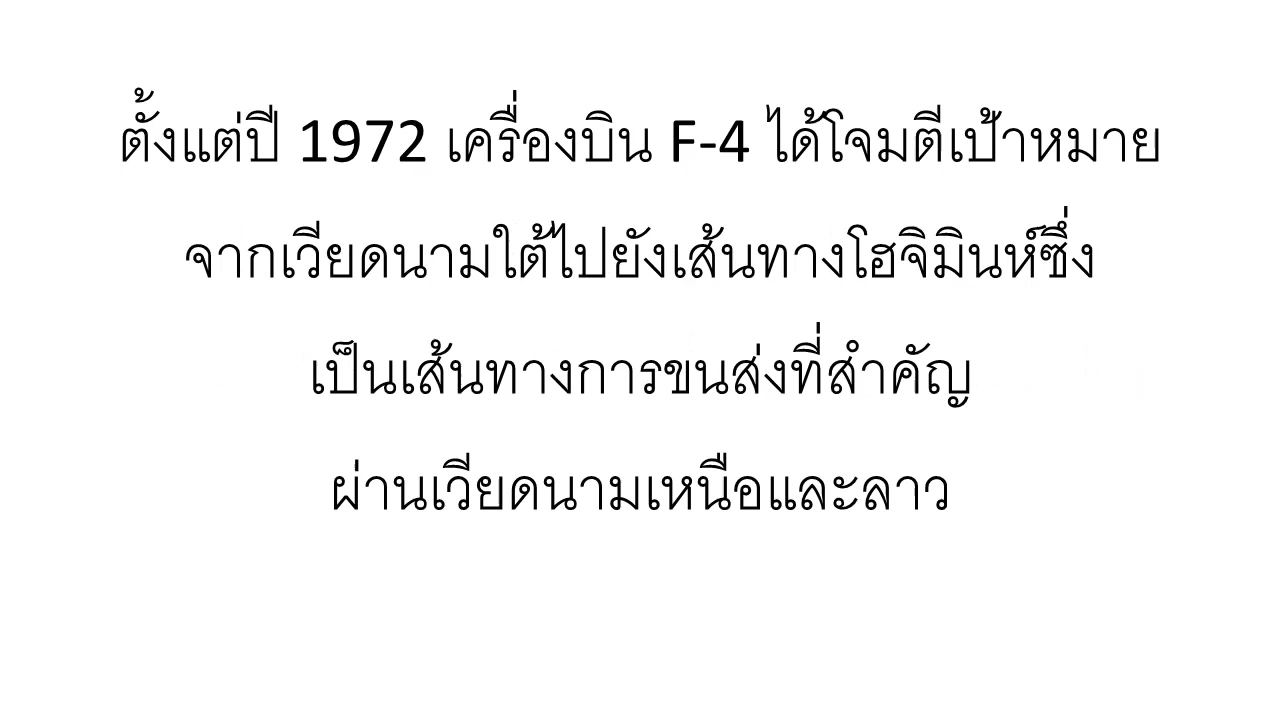 ตั้งแต่ปี 1972 เครื่องบิน F-4 ได้โจมตีเป้าหมาย
จากเวียดนามใต้ไปยังเส้นทางโฮจิมินห์ซึ่ง
เป็นเส้นทางการขนส่งที่สำคัญ
ผ่านเวียดนามเหนือและลาว